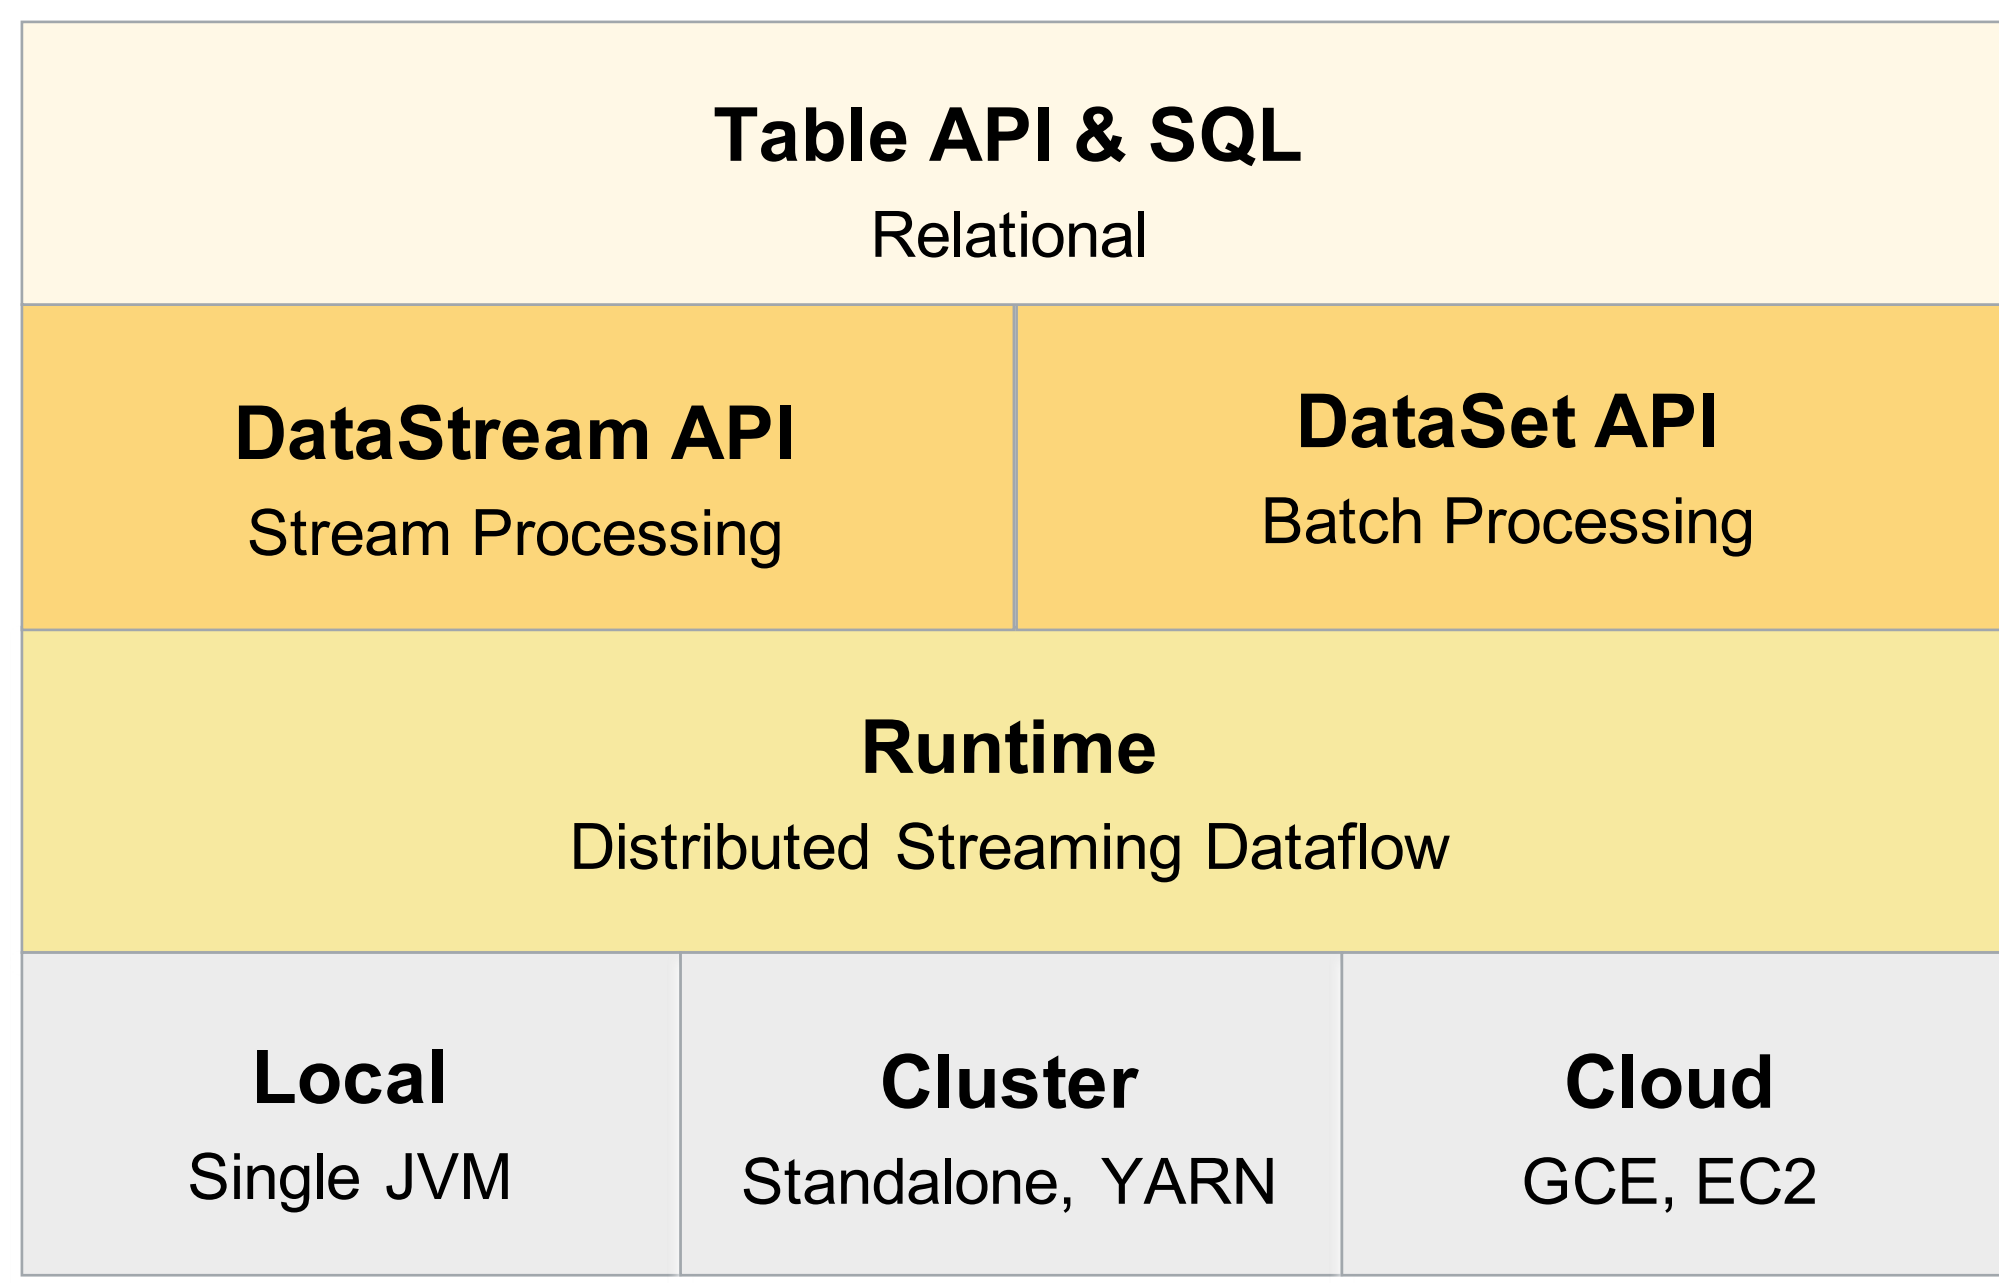 Table API & SQL
Relational
DataStream API
Stream Processing
DataSet API
Batch Processing
Runtime
Distributed Streaming Dataflow
Local
Single JVM
Cluster
Standalone, YARN
Cloud
GCE, EC2